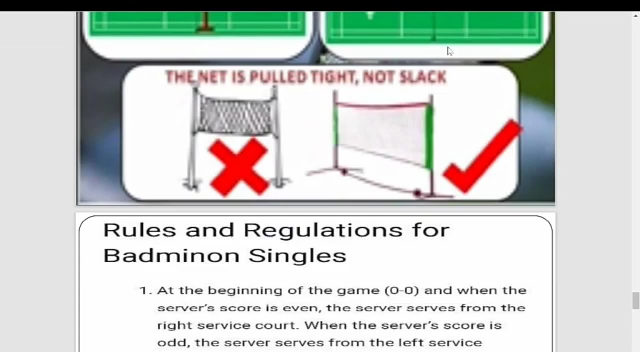 THE NET IS PULLED TIGHT, NOT SLACK
Rules and Regulations for
Badminon Singles
1. At the beginning of the game (0-0) and when the
server's score is even, the server serves from the
right service court. When the server's score is
odd, the server serves from the left service